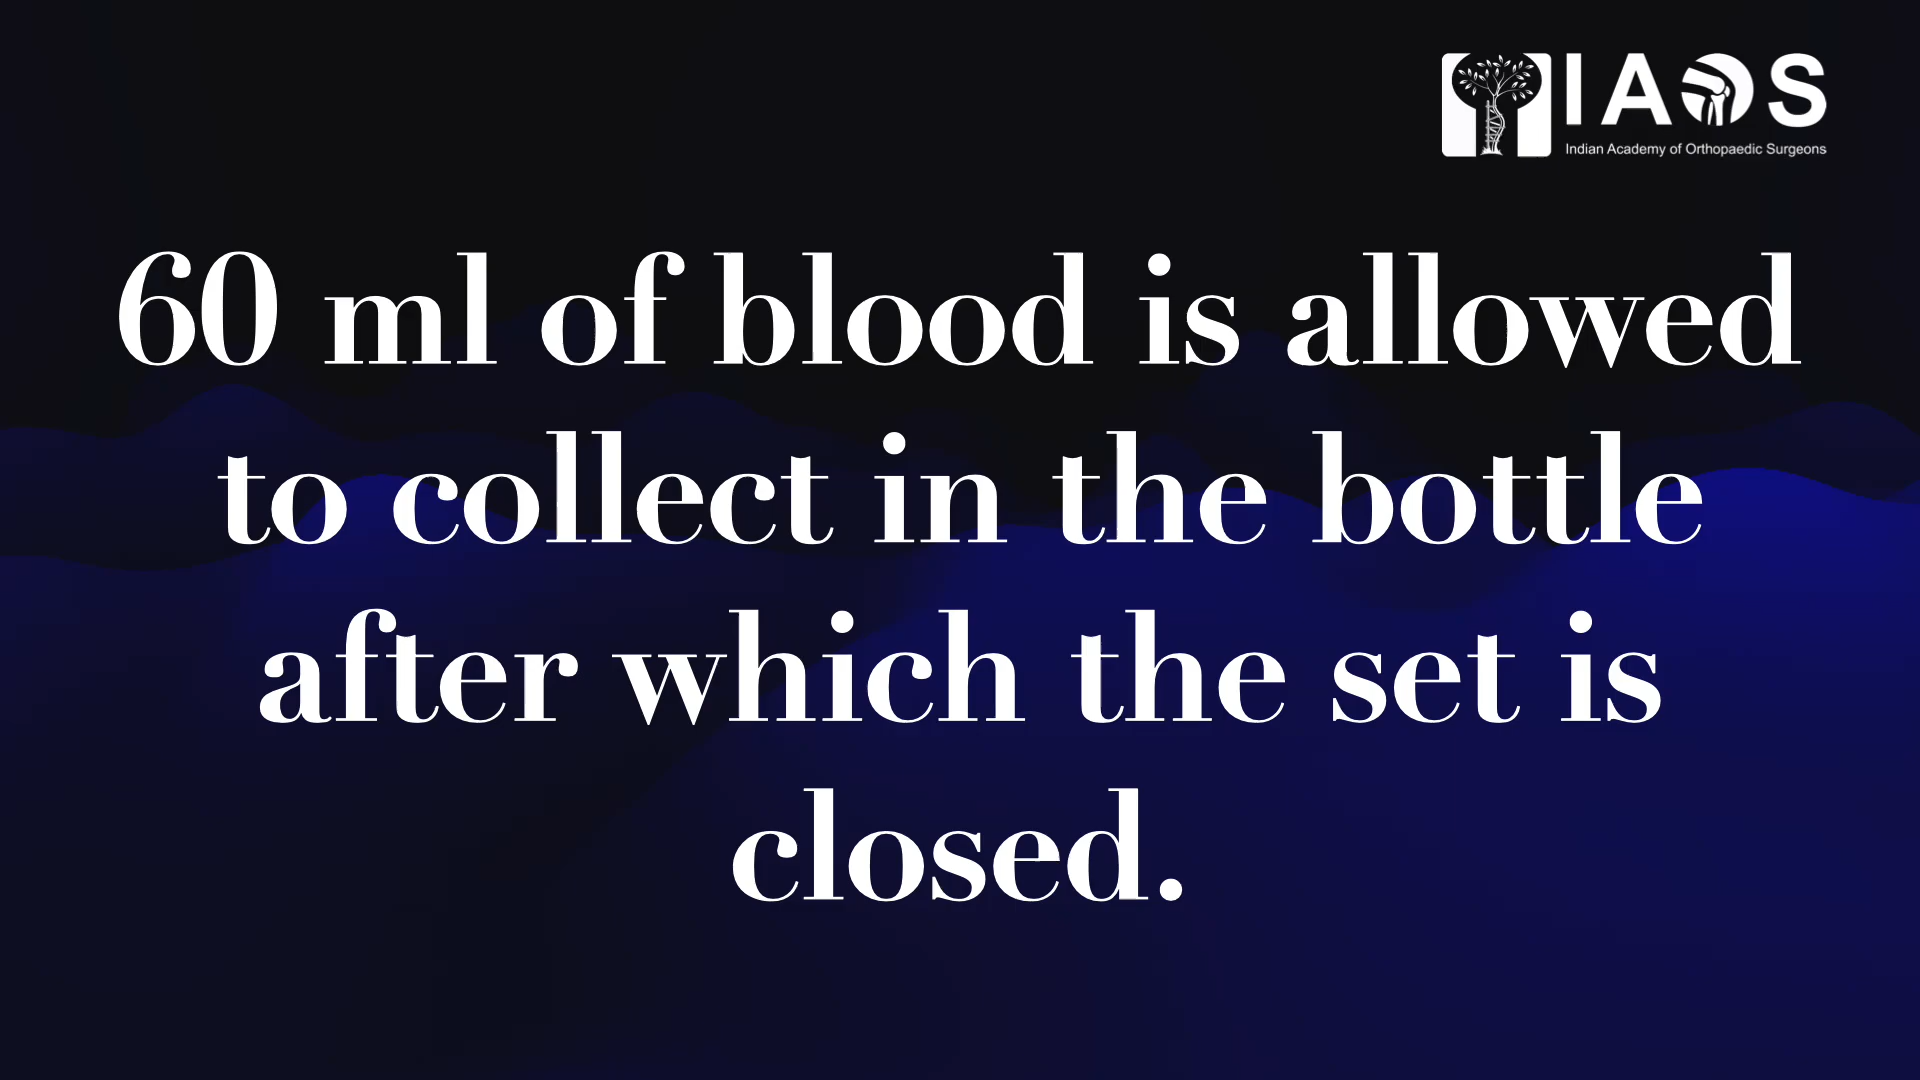 IAOS
Indian Academy of Orthopaedic Surgeons
60 ml of blood is allowed
to collect in the bottle
after which the set is
closed.